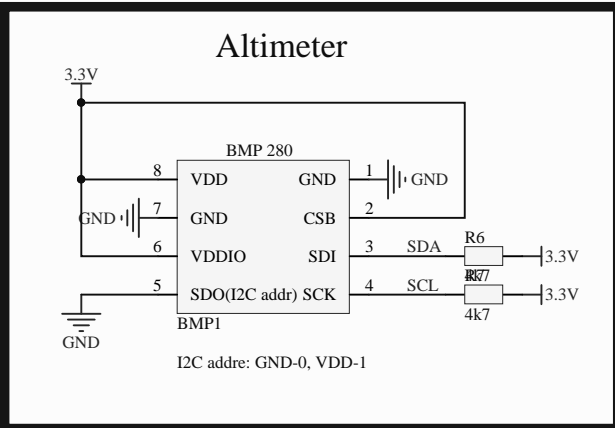 Altimeter
3.3V
BMP 280
8 VDD GND 1 GND
GND 7 GND CSB 2
6 VDDIO SDI 3 SDA R6 3.3V
4k7
R7
5 SDO(I2C addr) SCK 4 SCL 3.3V
4k7
GND
BMP1
I2C addre: GND-0, VDD-1